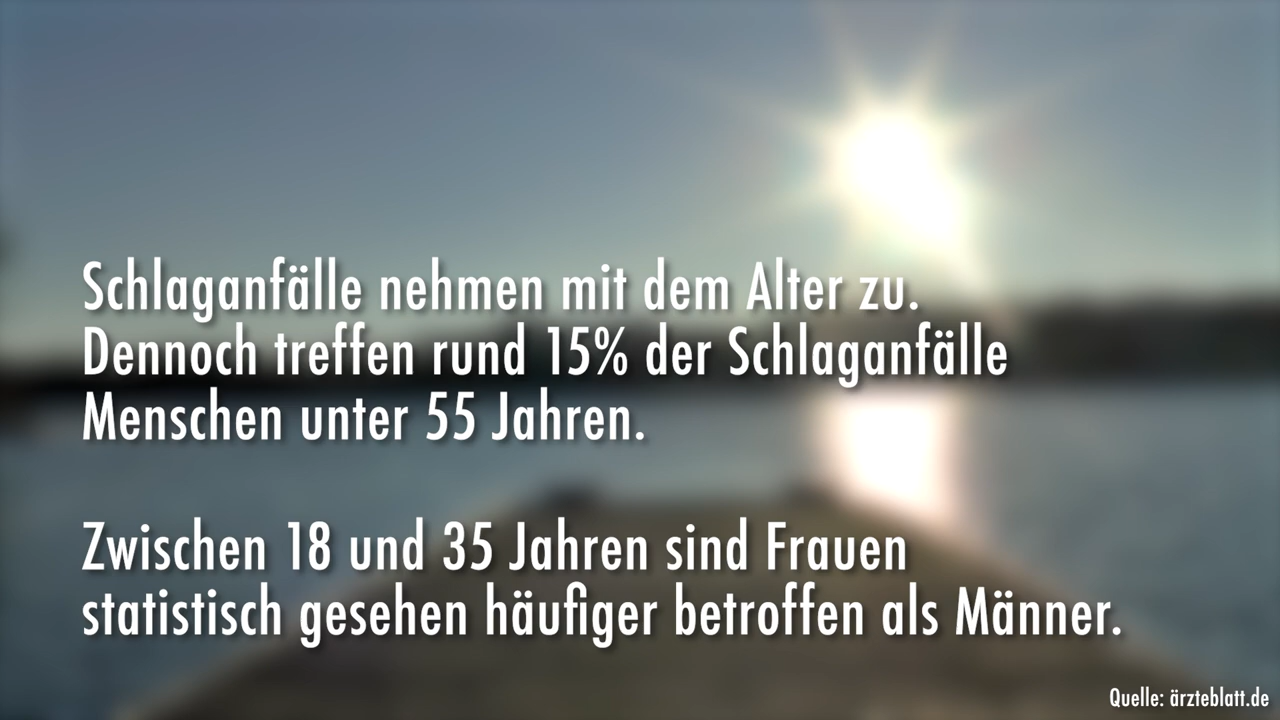 Schlaganfälle nehmen mit dem Alter zu.
Dennoch treffen rund 15% der Schlaganfälle
Menschen unter 55 Jahren.
Zwischen 18 und 35 Jahren sind Frauen
statistisch gesehen häufiger betroffen als Männer.
Quelle: ärzteblatt.de